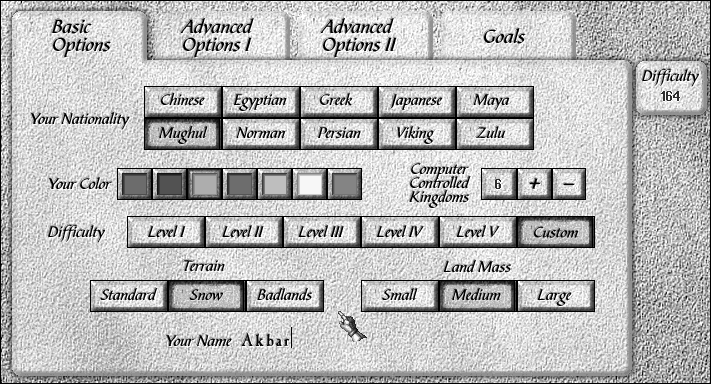 Basic Options
Advanced Options I
Advanced Options II
Goals
Difficulty
164
Your Nationality
Chinese Egyptian Greek Japanese Maya
Mughul Norman Persian Viking Zulu
Your Color
Computer Controlled Kingdoms
6 + −
Difficulty
Level I Level II Level III Level IV Level V Custom
Terrain
Standard Snow Badlands
Land Mass
Small Medium Large
Your Name Akbar